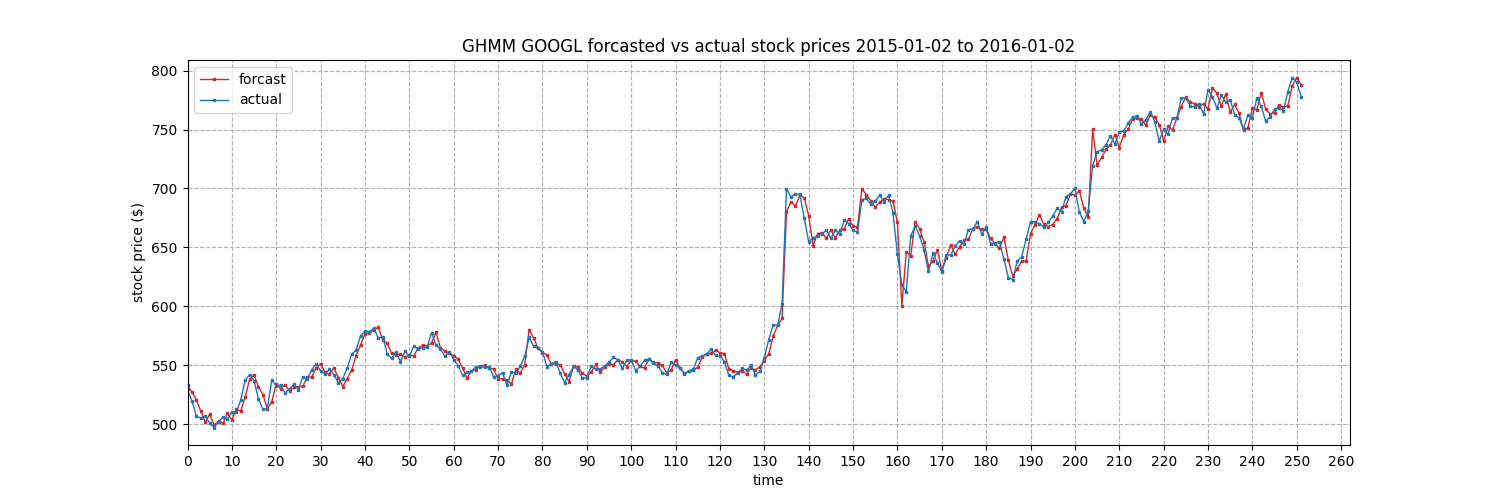 GHMM GOOGL forcasted vs actual stock prices 2015-01-02 to 2016-01-02
forcast
actual
stock price ($)
800
750
700
650
600
550
500
0 10 20 30 40 50 60 70 80 90 100 110 120 130 140 150 160 170 180 190 200 210 220 230 240 250 260
time